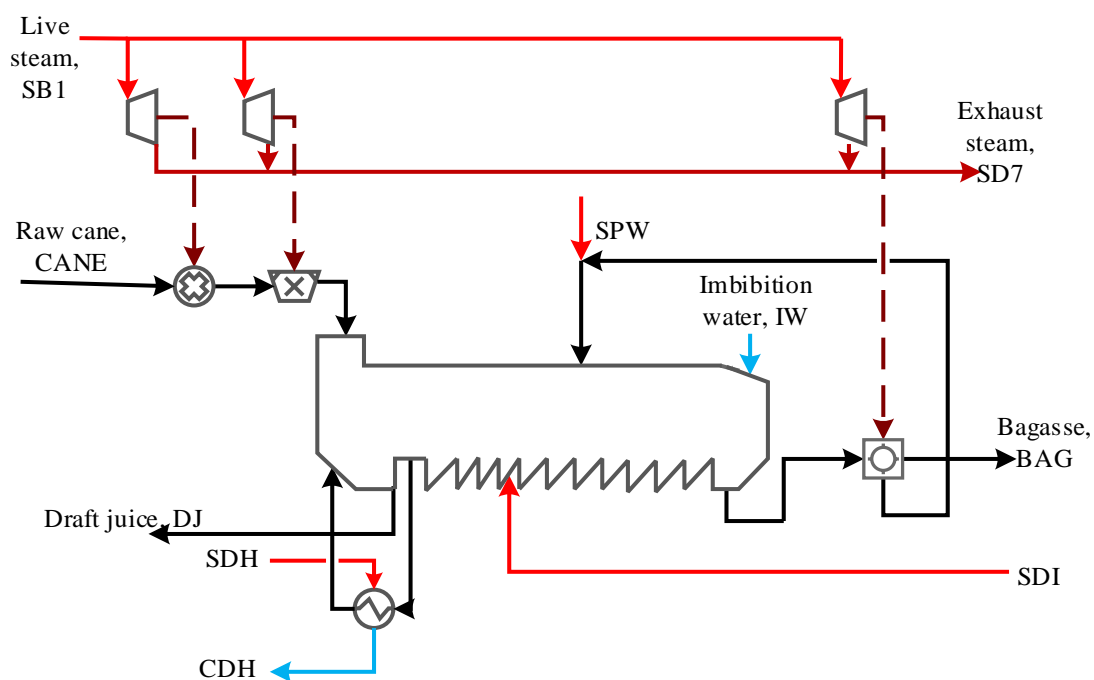 Live
steam,
SB1
Exhaust
steam,
SD7
Raw cane,
CANE
SPW
Imbibition
water, IW
Bagasse,
BAG
Draft juice, DJ
SDH
SDI
CDH